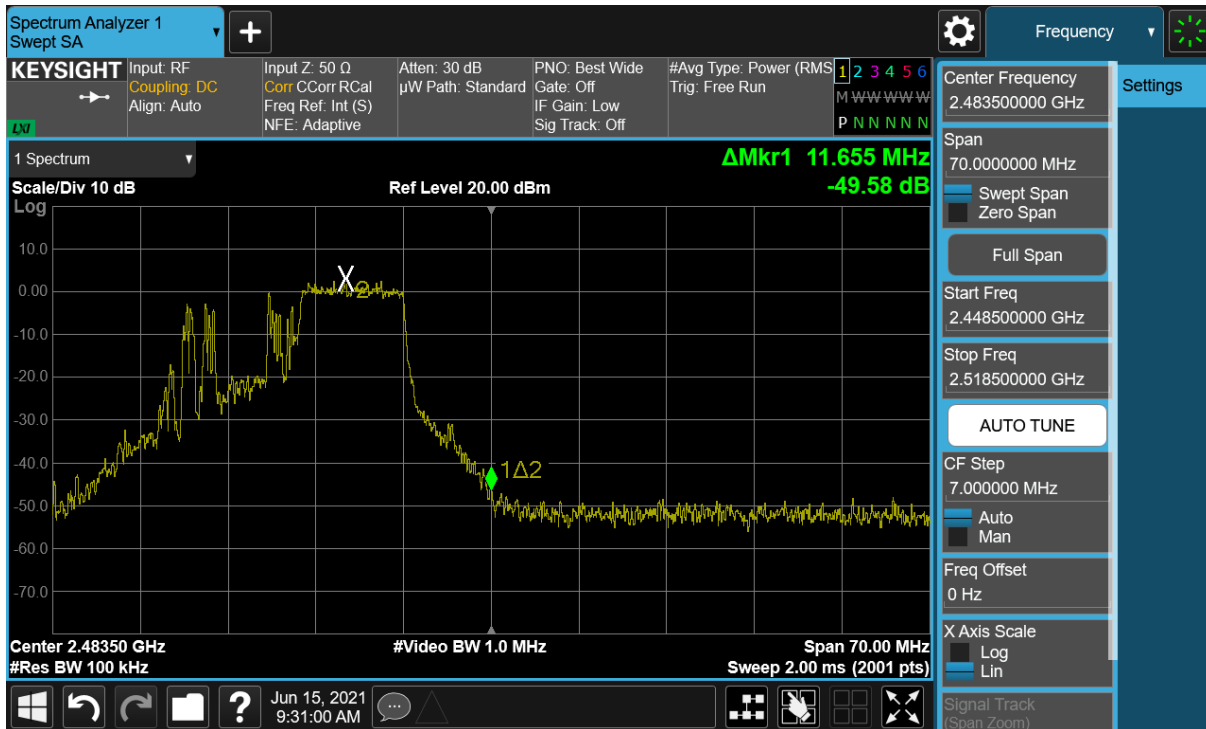 Spectrum Analyzer 1
Swept SA
+
Frequency
KEYSIGHT
LXI
Input: RF
Coupling: DC
Align: Auto
Input Z: 50 Ω
Corr CCorr RCal
Freq Ref: Int (S)
NFE: Adaptive
Atten: 30 dB
µW Path: Standard
PNO: Best Wide
Gate: Off
IF Gain: Low
Sig Track: Off
#Avg Type: Power (RMS
Trig: Free Run
1 2 3 4 5 6
M W W W W W
P N N N N N
1 Spectrum
ΔMkr1 11.655 MHz
-49.58 dB
Scale/Div 10 dB
Ref Level 20.00 dBm
Log
10.0
0.00
-10.0
-20.0
-30.0
-40.0
-50.0
-60.0
-70.0
X
2
1Δ2
Center 2.48350 GHz
#Video BW 1.0 MHz
Span 70.00 MHz
#Res BW 100 kHz
Sweep 2.00 ms (2001 pts)
Center Frequency
2.483500000 GHz
Span
70.0000000 MHz
Swept Span
Zero Span
Full Span
Start Freq
2.448500000 GHz
Stop Freq
2.518500000 GHz
AUTO TUNE
CF Step
7.000000 MHz
Auto
Man
Freq Offset
0 Hz
X Axis Scale
Log
Lin
Signal Track
(Span Zoom)
Settings
?
Jun 15, 2021
9:31:00 AM